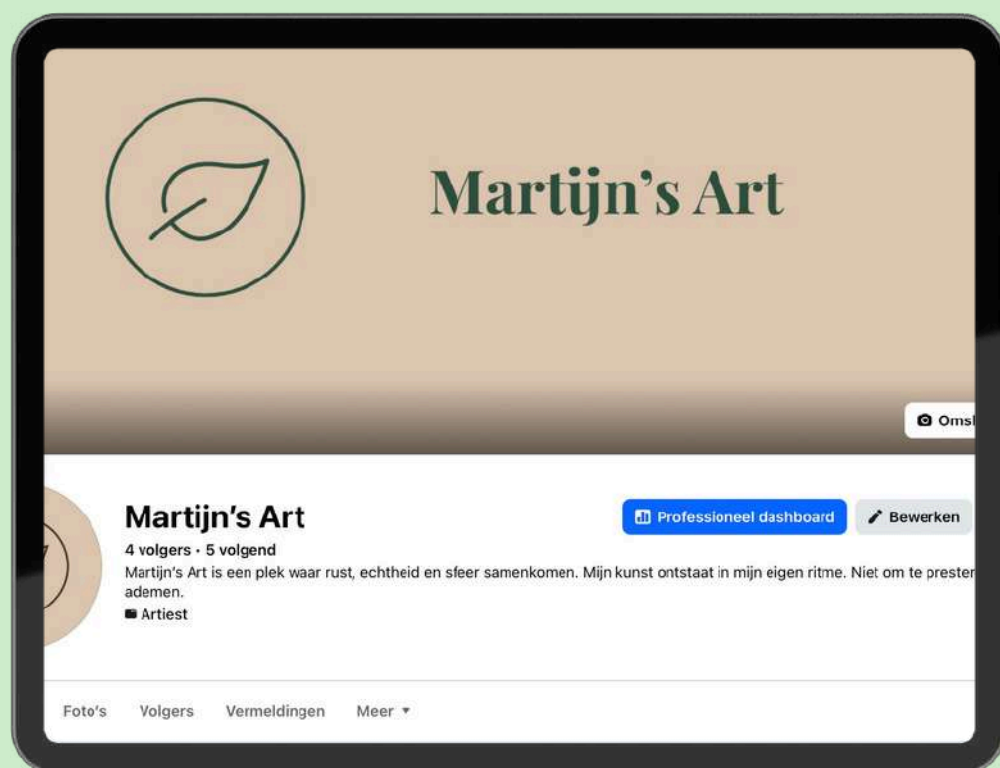 Martijn's Art
Omsl
Martijn's Art
Professioneel dashboard
Bewerken
4 volgers · 5 volgend
Martijn's Art is een plek waar rust, echtheid en sfeer samenkomen. Mijn kunst ontstaat in mijn eigen ritme. Niet om te prester
ademen.
Artiest
Foto's Volgers Vermeldingen Meer